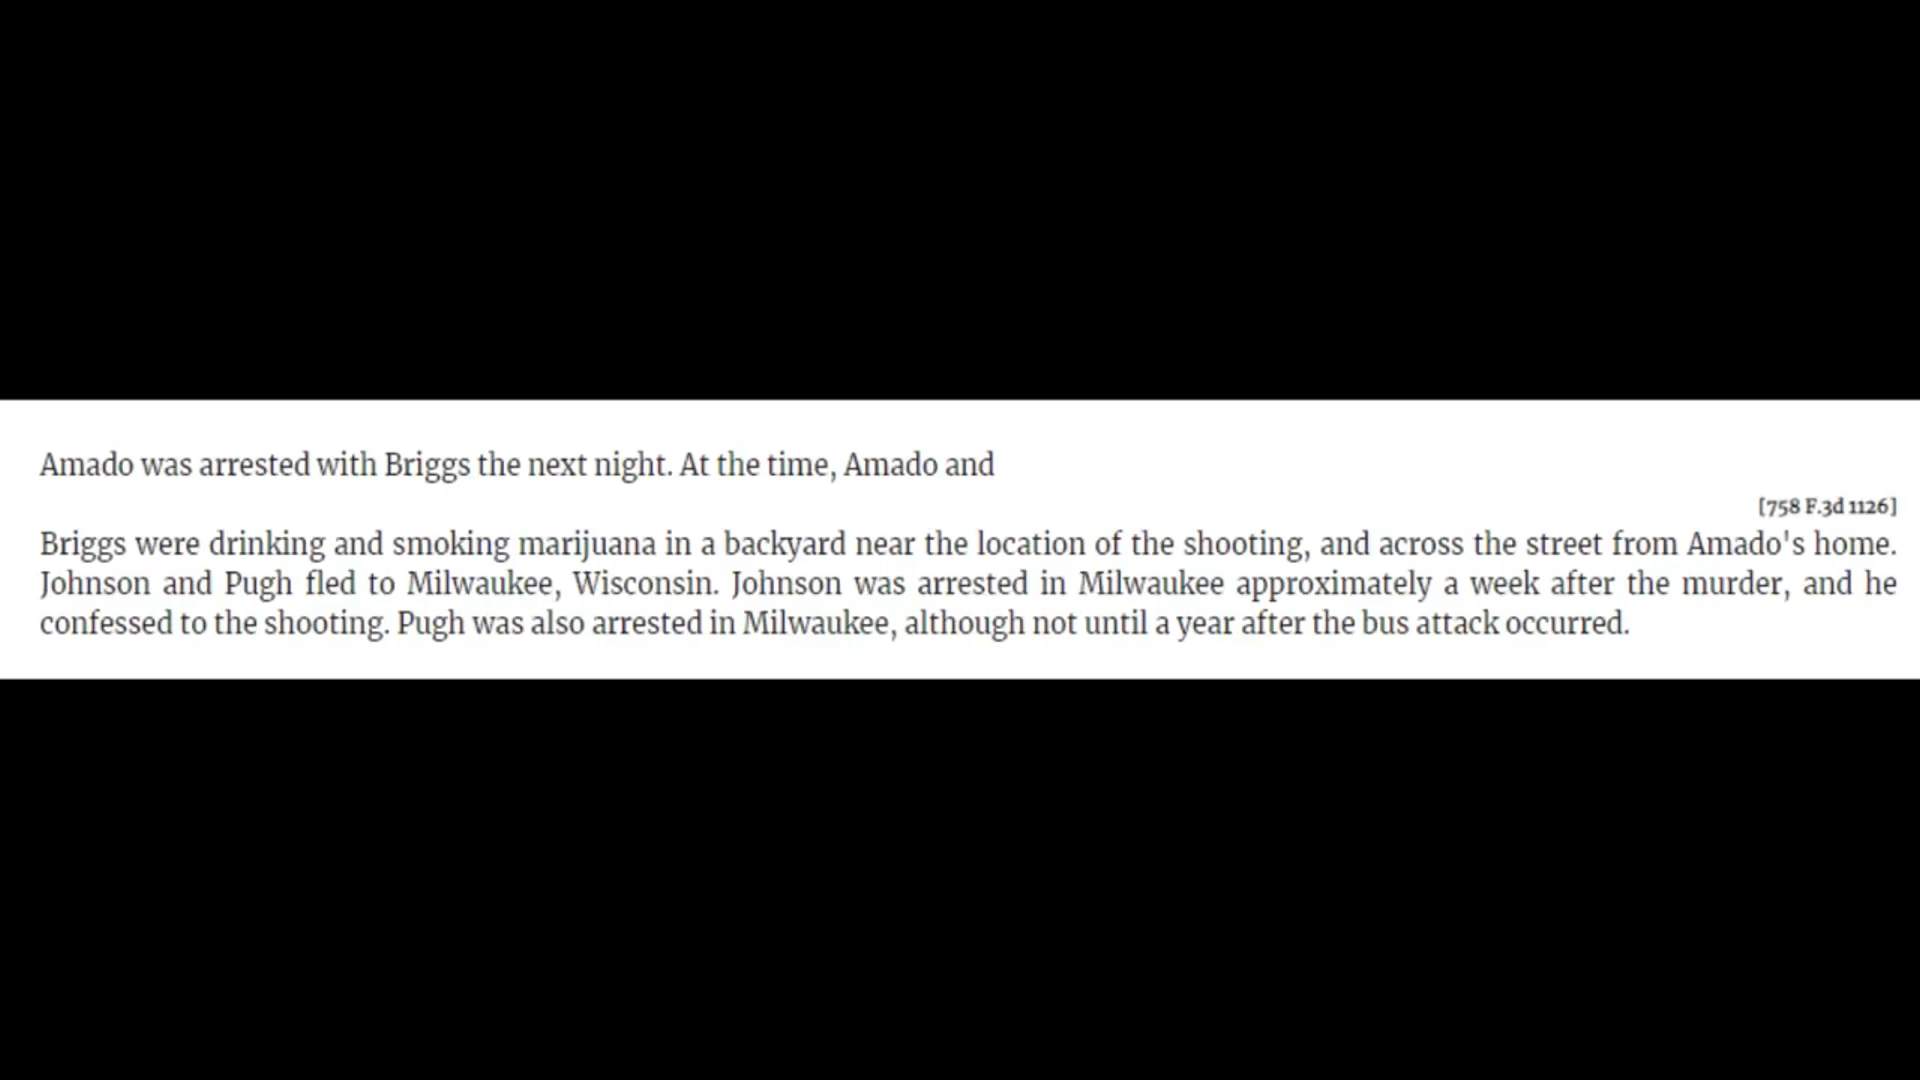 Amado was arrested with Briggs the next night. At the time, Amado and
[758 F.3d 1126]
Briggs were drinking and smoking marijuana in a backyard near the location of the shooting, and across the street from Amado's home.
Johnson and Pugh fled to Milwaukee, Wisconsin. Johnson was arrested in Milwaukee approximately a week after the murder, and he
confessed to the shooting. Pugh was also arrested in Milwaukee, although not until a year after the bus attack occurred.